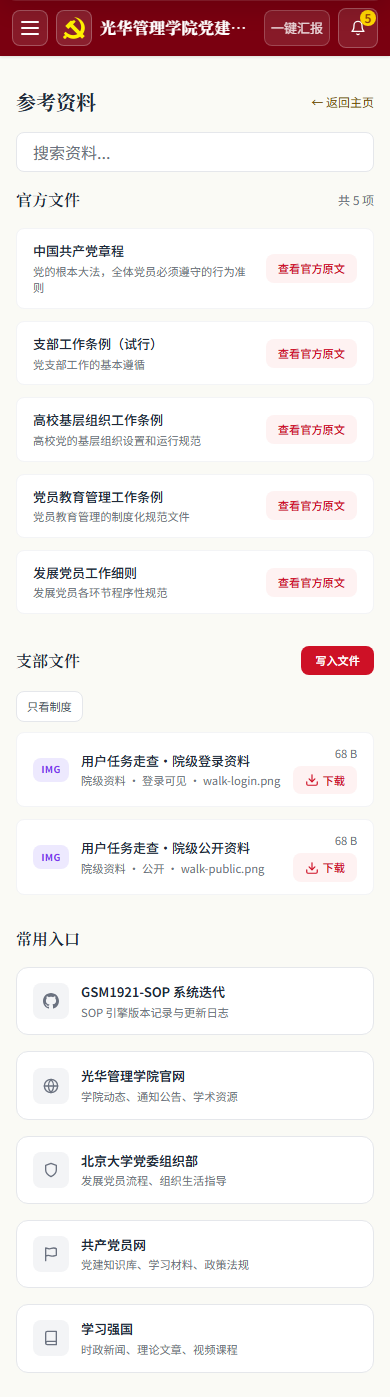 光华管理学院党建…
一键汇报
5
参考资料
← 返回主页
搜索资料...
官方文件
共 5 项
中国共产党章程
党的根本大法，全体党员必须遵守的行为准
则
查看官方原文
支部工作条例（试行）
党支部工作的基本遵循
查看官方原文
高校基层组织工作条例
高校党的基层组织设置和运行规范
查看官方原文
党员教育管理工作条例
党员教育管理的制度化规范文件
查看官方原文
发展党员工作细则
发展党员各环节程序性规范
查看官方原文
支部文件
写入文件
只看制度
IMG
用户任务走查·院级登录资料
院级资料 · 登录可见 · walk-login.png
68 B
下载
IMG
用户任务走查·院级公开资料
院级资料 · 公开 · walk-public.png
68 B
下载
常用入口
GSM1921-SOP 系统迭代
SOP 引擎版本记录与更新日志
光华管理学院官网
学院动态、通知公告、学术资源
北京大学党委组织部
发展党员流程、组织生活指导
共产党员网
党建知识库、学习材料、政策法规
学习强国
时政新闻、理论文章、视频课程